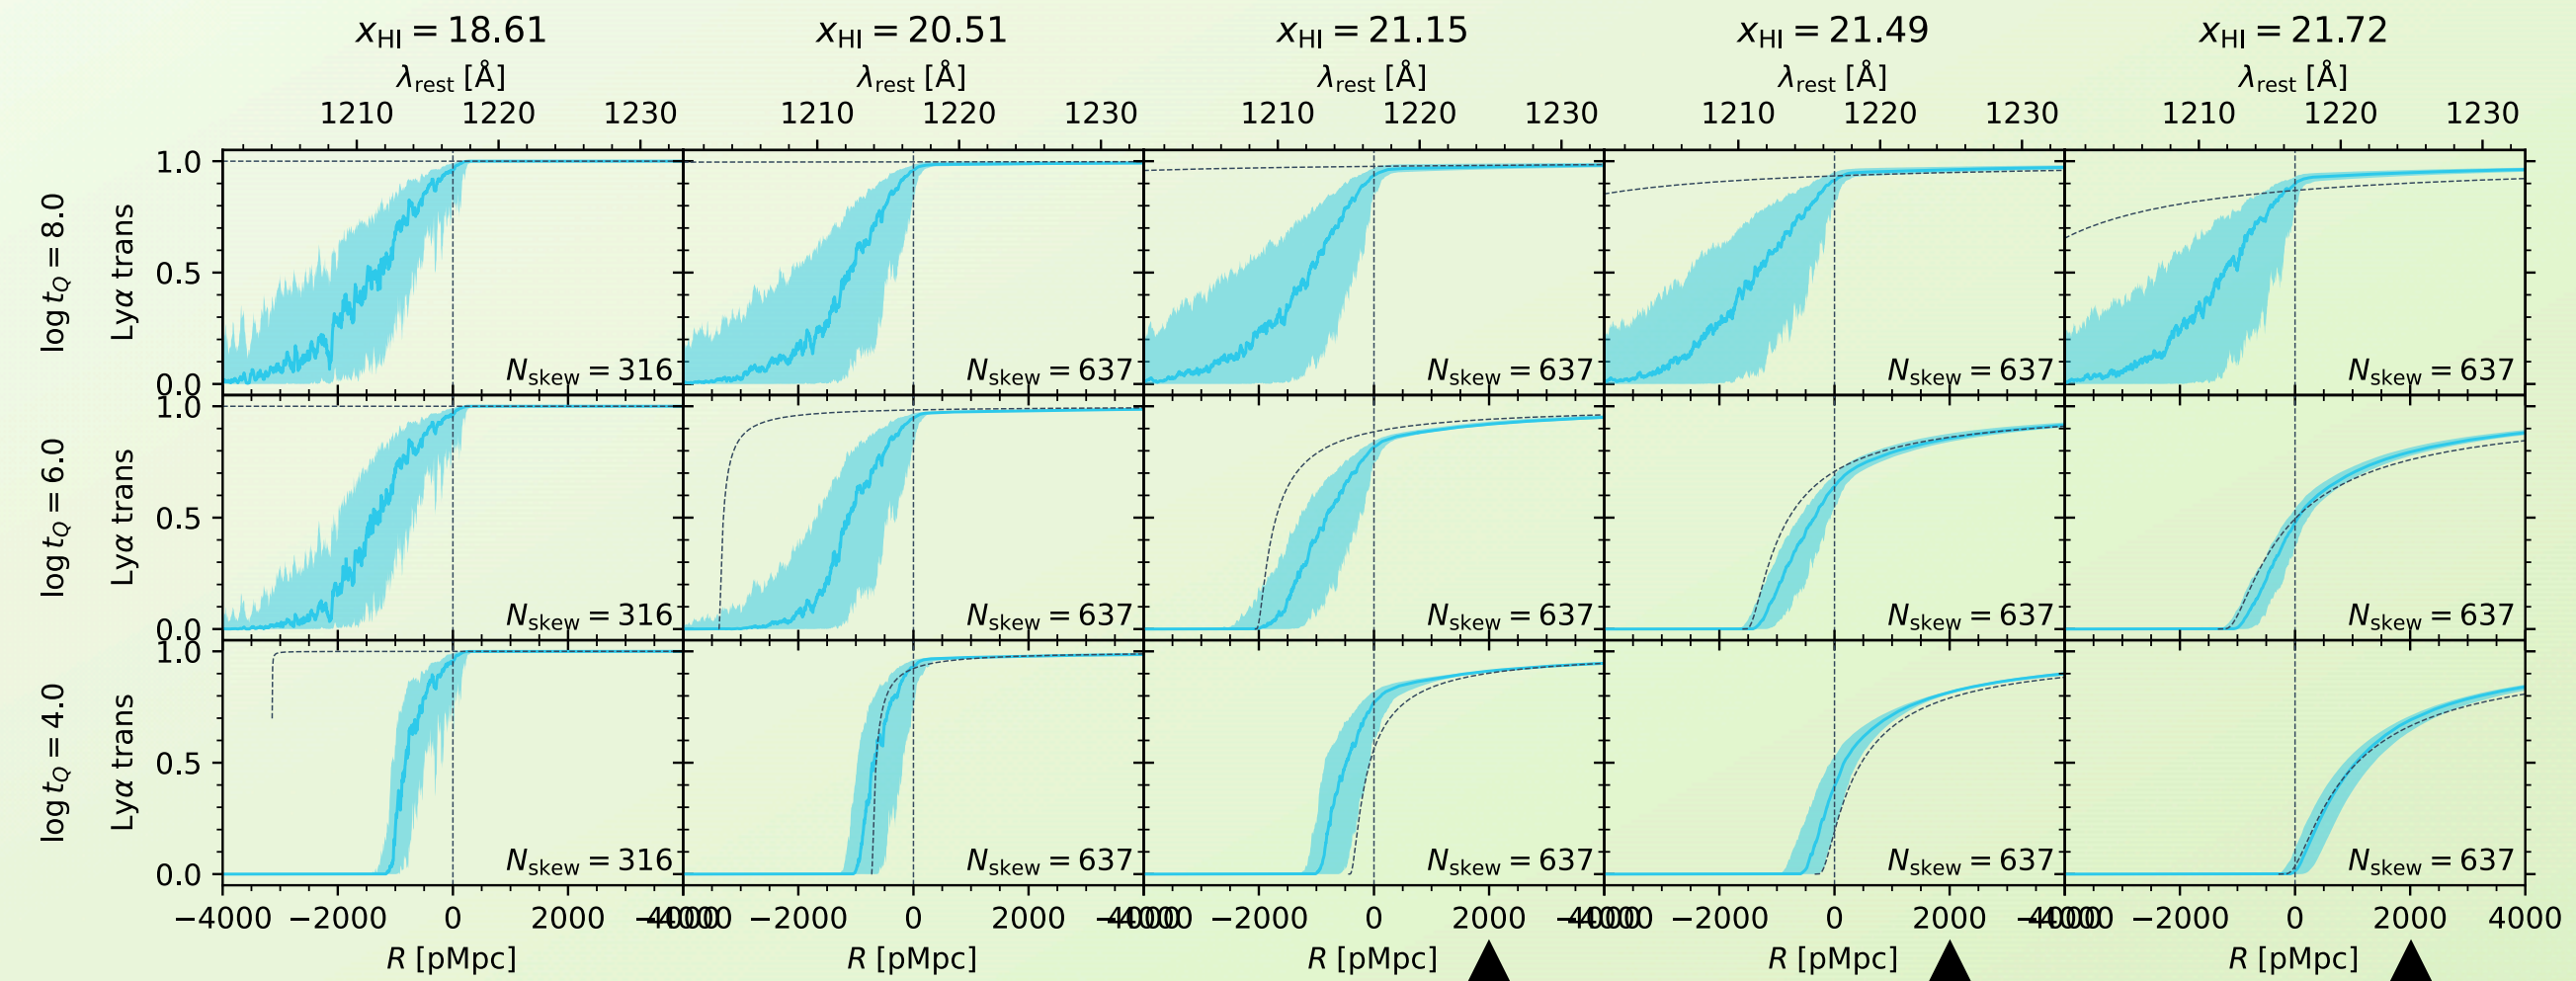 x_HI = 18.61 x_HI = 20.51 x_HI = 21.15 x_HI = 21.49 x_HI = 21.72
λ_rest [Å] λ_rest [Å] λ_rest [Å] λ_rest [Å] λ_rest [Å]
1210 1220 1230 1210 1220 1230 1210 1220 1230 1210 1220 1230 1210 1220 1230
log t_Q = 8.0
Lyα trans
1.0
0.5
0.0
N_skew = 316 N_skew = 637 N_skew = 637 N_skew = 637 N_skew = 637
log t_Q = 6.0
Lyα trans
1.0
0.5
0.0
N_skew = 316 N_skew = 637 N_skew = 637 N_skew = 637 N_skew = 637
log t_Q = 4.0
Lyα trans
1.0
0.5
0.0
N_skew = 316 N_skew = 637 N_skew = 637 N_skew = 637 N_skew = 637
−4000 −2000 0 2000 −4000 −2000 0 2000 −4000 −2000 0 2000 −4000 −2000 0 2000 −4000 −2000 0 2000 4000
R [pMpc] R [pMpc] R [pMpc] R [pMpc] R [pMpc]